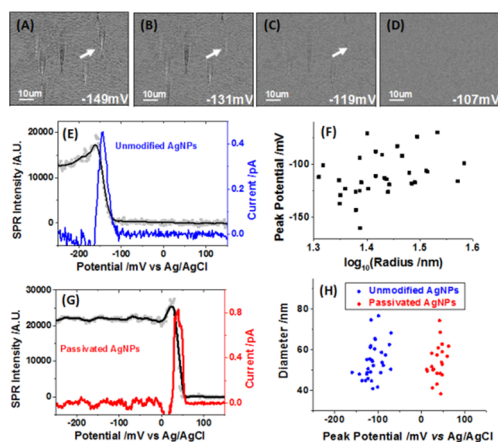 (A)
10um
-149mV
(B)
10um
-131mV
(C)
10um
-119mV
(D)
10um
-107mV
(E)
20000
10000
0
SPR Intensity /A.U.
Unmodified AgNPs
0.4
0.2
0.0
Current /pA
-200 -100 0 100
Potential /mV vs Ag/AgCl
(F)
-100
-150
Peak Potential /mV
1.3 1.4 1.5 1.6
log10(Radius /nm)
(G)
30000
20000
10000
0
SPR Intensity /A.U.
Passivated AgNPs
0.8
0.4
0.0
Current /pA
-200 -100 0 100
Potential /mV vs Ag/AgCl
(H)
Unmodified AgNPs
Passivated AgNPs
80
60
40
Diameter /nm
-200 -100 0 100
Peak Potential /mV vs Ag/AgCl